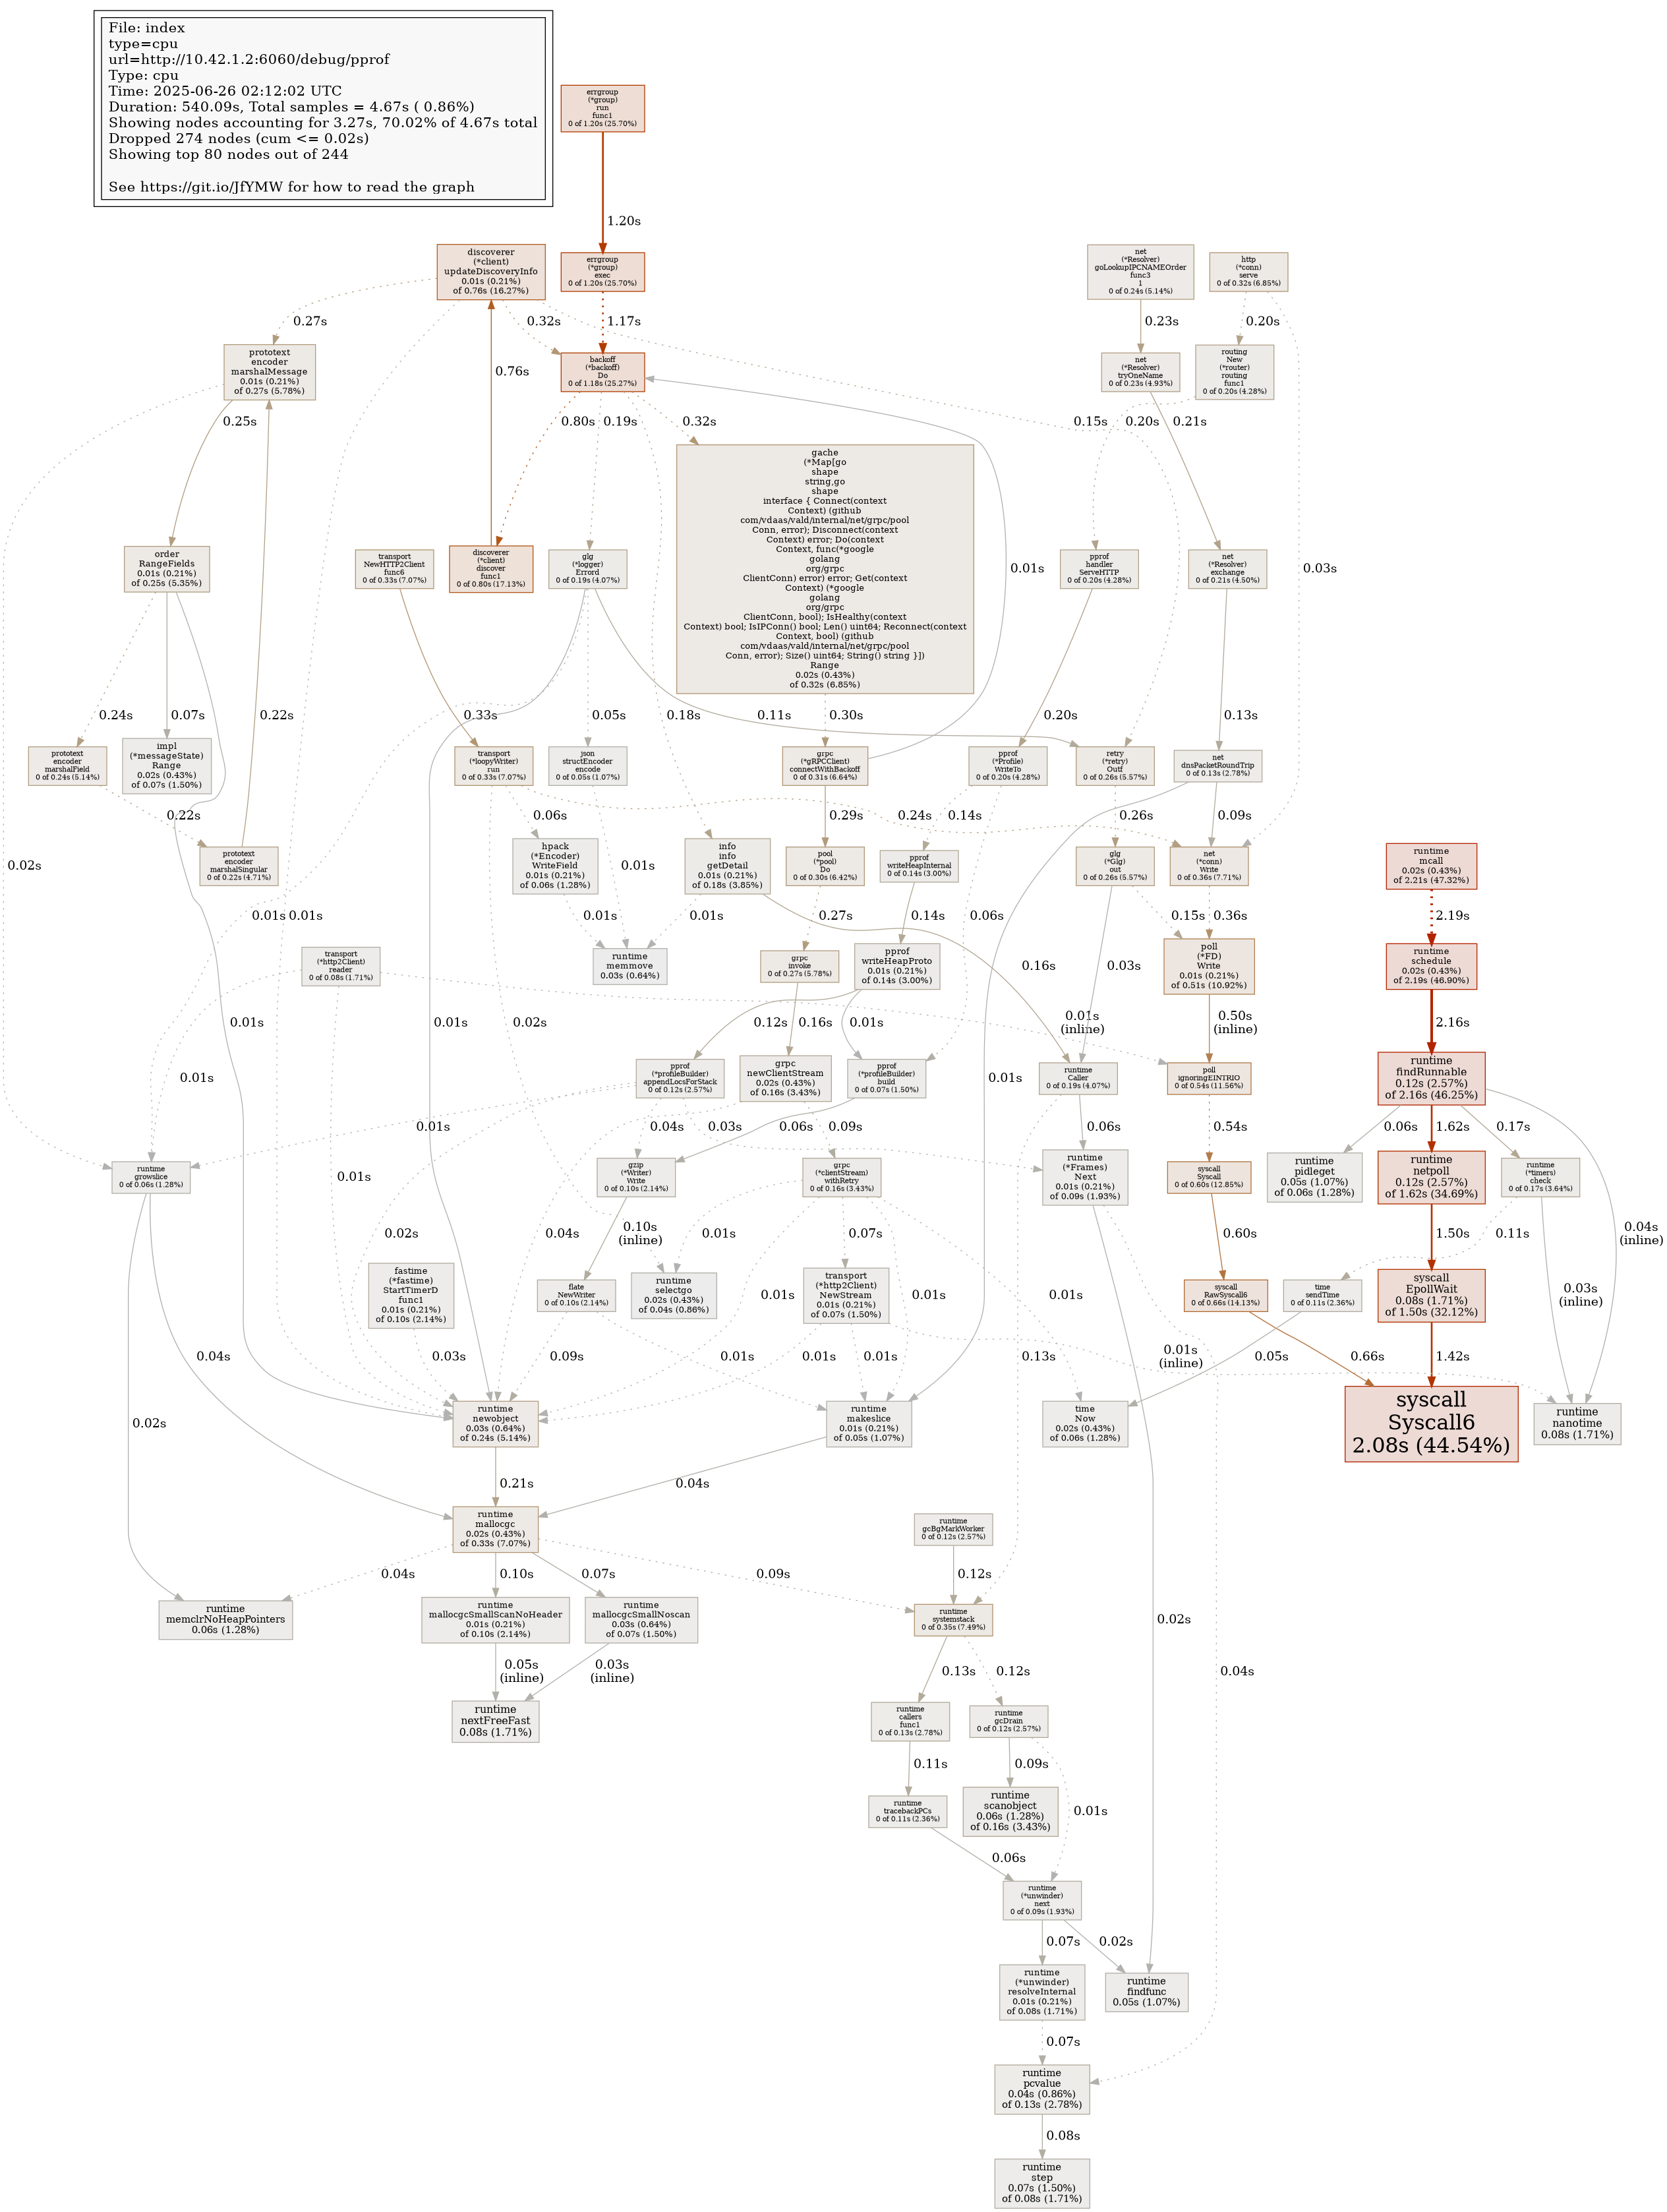 File: index
type=cpu
url=http://10.42.1.2:6060/debug/pprof
Type: cpu
Time: 2025-06-26 02:12:02 UTC
Duration: 540.09s, Total samples = 4.67s ( 0.86%)
Showing nodes accounting for 3.27s, 70.02% of 4.67s total
Dropped 274 nodes (cum <= 0.02s)
Showing top 80 nodes out of 244
See https://git.io/JfYMW for how to read the graph
errgroup
(*group)
run
func1
0 of 1.20s (25.70%)
1.20s
discoverer
(*client)
updateDiscoveryInfo
0.01s (0.21%)
of 0.76s (16.27%)
errgroup
(*group)
exec
0 of 1.20s (25.70%)
net
(*Resolver)
goLookupIPCNAMEOrder
func3
1
0 of 0.24s (5.14%)
http
(*conn)
serve
0 of 0.32s (6.85%)
0.27s
0.32s
1.17s
0.23s
0.20s
prototext
encoder
marshalMessage
0.01s (0.21%)
of 0.27s (5.78%)
0.76s
backoff
(*backoff)
Do
0 of 1.18s (25.27%)
net
(*Resolver)
tryOneName
0 of 0.23s (4.93%)
routing
New
(*router)
routing
func1
0 of 0.20s (4.28%)
0.25s
0.80s
0.19s
0.32s
0.15s
0.20s
0.21s
order
RangeFields
0.01s (0.21%)
of 0.25s (5.35%)
transport
NewHTTP2Client
func6
0 of 0.33s (7.07%)
discoverer
(*client)
discover
func1
0 of 0.80s (17.13%)
glg
(*logger)
Errord
0 of 0.19s (4.07%)
gache
(*Map[go
shape
string,go
shape
interface { Connect(context
Context) (github
com/vdaas/vald/internal/net/grpc/pool
Conn, error); Disconnect(context
Context) error; Do(context
Context, func(*google
golang
org/grpc
ClientConn) error) error; Get(context
Context) (*google
golang
org/grpc
ClientConn, bool); IsHealthy(context
Context) bool; IsIPConn() bool; Len() uint64; Reconnect(context
Context, bool) (github
com/vdaas/vald/internal/net/grpc/pool
Conn, error); Size() uint64; String() string }])
Range
0.02s (0.43%)
of 0.32s (6.85%)
0.01s
pprof
handler
ServeHTTP
0 of 0.20s (4.28%)
net
(*Resolver)
exchange
0 of 0.21s (4.50%)
0.03s
0.24s
0.07s
0.22s
0.33s
0.05s
0.18s
0.30s
0.11s
0.20s
0.13s
prototext
encoder
marshalField
0 of 0.24s (5.14%)
impl
(*messageState)
Range
0.02s (0.43%)
of 0.07s (1.50%)
transport
(*loopyWriter)
run
0 of 0.33s (7.07%)
json
structEncoder
encode
0 of 0.05s (1.07%)
grpc
(*gRPCClient)
connectWithBackoff
0 of 0.31s (6.64%)
pprof
(*Profile)
WriteTo
0 of 0.20s (4.28%)
retry
(*retry)
Outf
0 of 0.26s (5.57%)
net
dnsPacketRoundTrip
0 of 0.13s (2.78%)
0.22s
0.06s
0.29s
0.24s
0.14s
0.26s
0.09s
0.02s
prototext
encoder
marshalSingular
0 of 0.22s (4.71%)
hpack
(*Encoder)
WriteField
0.01s (0.21%)
of 0.06s (1.28%)
0.01s
info
info
getDetail
0.01s (0.21%)
of 0.18s (3.85%)
pool
(*pool)
Do
0 of 0.30s (6.42%)
pprof
writeHeapInternal
0 of 0.14s (3.00%)
glg
(*Glg)
out
0 of 0.26s (5.57%)
net
(*conn)
Write
0 of 0.36s (7.71%)
runtime
mcall
0.02s (0.43%)
of 2.21s (47.32%)
0.01s
0.01s
0.01s
0.01s
0.27s
0.14s
0.06s
0.15s
0.36s
2.19s
transport
(*http2Client)
reader
0 of 0.08s (1.71%)
runtime
memmove
0.03s (0.64%)
grpc
invoke
0 of 0.27s (5.78%)
pprof
writeHeapProto
0.01s (0.21%)
of 0.14s (3.00%)
0.16s
0.03s
poll
(*FD)
Write
0.01s (0.21%)
of 0.51s (10.92%)
runtime
schedule
0.02s (0.43%)
of 2.19s (46.90%)
0.01s
0.01s
0.02s
0.12s
0.16s
0.01s
0.01s
(inline)
0.50s
(inline)
2.16s
0.01s
pprof
(*profileBuilder)
appendLocsForStack
0 of 0.12s (2.57%)
grpc
newClientStream
0.02s (0.43%)
of 0.16s (3.43%)
pprof
(*profileBuilder)
build
0 of 0.07s (1.50%)
0.01s
runtime
Caller
0 of 0.19s (4.07%)
poll
ignoringEINTRIO
0 of 0.54s (11.56%)
runtime
findRunnable
0.12s (2.57%)
of 2.16s (46.25%)
0.01s
0.04s
0.03s
0.06s
0.09s
0.06s
0.54s
0.06s
1.62s
0.17s
runtime
growslice
0 of 0.06s (1.28%)
0.01s
gzip
(*Writer)
Write
0 of 0.10s (2.14%)
grpc
(*clientStream)
withRetry
0 of 0.16s (3.43%)
runtime
(*Frames)
Next
0.01s (0.21%)
of 0.09s (1.93%)
syscall
Syscall
0 of 0.60s (12.85%)
runtime
pidleget
0.05s (1.07%)
of 0.06s (1.28%)
runtime
netpoll
0.12s (2.57%)
of 1.62s (34.69%)
runtime
(*timers)
check
0 of 0.17s (3.64%)
0.02s
0.04s
0.10s
(inline)
0.01s
0.07s
0.60s
1.50s
0.11s
0.04s
(inline)
fastime
(*fastime)
StartTimerD
func1
0.01s (0.21%)
of 0.10s (2.14%)
flate
NewWriter
0 of 0.10s (2.14%)
runtime
selectgo
0.02s (0.43%)
of 0.04s (0.86%)
0.01s
transport
(*http2Client)
NewStream
0.01s (0.21%)
of 0.07s (1.50%)
0.01s
0.01s
syscall
RawSyscall6
0 of 0.66s (14.13%)
time
sendTime
0 of 0.11s (2.36%)
syscall
EpollWait
0.08s (1.71%)
of 1.50s (32.12%)
0.03s
(inline)
0.04s
0.03s
0.09s
0.01s
0.01s
0.01s
0.13s
0.01s
(inline)
0.05s
0.66s
1.42s
0.02s
runtime
newobject
0.03s (0.64%)
of 0.24s (5.14%)
runtime
makeslice
0.01s (0.21%)
of 0.05s (1.07%)
time
Now
0.02s (0.43%)
of 0.06s (1.28%)
syscall
Syscall6
2.08s (44.54%)
runtime
nanotime
0.08s (1.71%)
0.21s
0.04s
runtime
mallocgc
0.02s (0.43%)
of 0.33s (7.07%)
runtime
gcBgMarkWorker
0 of 0.12s (2.57%)
0.04s
0.10s
0.07s
0.09s
0.12s
runtime
memclrNoHeapPointers
0.06s (1.28%)
runtime
mallocgcSmallScanNoHeader
0.01s (0.21%)
of 0.10s (2.14%)
runtime
mallocgcSmallNoscan
0.03s (0.64%)
of 0.07s (1.50%)
runtime
systemstack
0 of 0.35s (7.49%)
0.02s
0.05s
(inline)
0.03s
(inline)
0.13s
0.12s
0.04s
runtime
nextFreeFast
0.08s (1.71%)
runtime
callers
func1
0 of 0.13s (2.78%)
runtime
gcDrain
0 of 0.12s (2.57%)
0.11s
0.09s
runtime
tracebackPCs
0 of 0.11s (2.36%)
runtime
scanobject
0.06s (1.28%)
of 0.16s (3.43%)
0.01s
0.06s
runtime
(*unwinder)
next
0 of 0.09s (1.93%)
0.07s
0.02s
runtime
(*unwinder)
resolveInternal
0.01s (0.21%)
of 0.08s (1.71%)
runtime
findfunc
0.05s (1.07%)
0.07s
runtime
pcvalue
0.04s (0.86%)
of 0.13s (2.78%)
0.08s
runtime
step
0.07s (1.50%)
of 0.08s (1.71%)